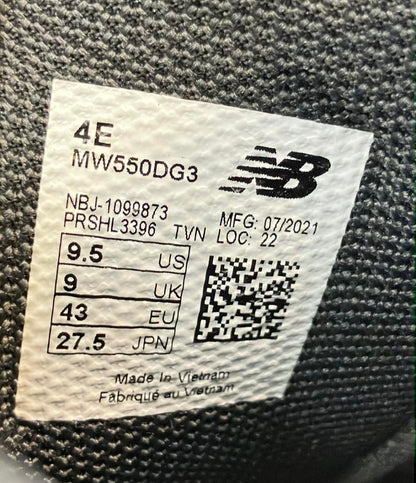 4E
MW550DG3
NB
NBJ-1099873
PRSHL3396 TVN
MFG: 07/2021
LOC: 22
9.5 US
9 UK
43 EU
27.5 JPN
Made In Vietnam
Fabriqué au Vietnam